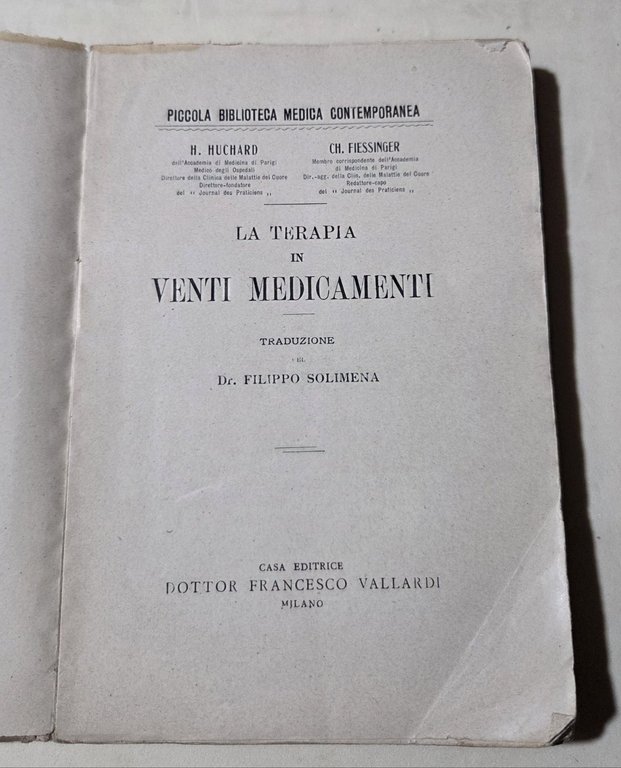 PICCOLA BIBLIOTECA MEDICA CONTEMPORANEA
H. HUCHARD
dell'Accademia di Medicina di Parigi
Medico degli Ospedali
Direttore della Clinica delle Malattie del Cuore
Direttore-fondatore
del " Journal des Praticiens „
CH. FIESSINGER
Membro corrispondente dell'Accademia
di Medicina di Parigi
Dir.-agg. della Clin. delle Malattie del Cuore
Redattore-capo
del " Journal des Praticiens „
LA TERAPIA
IN
VENTI MEDICAMENTI
TRADUZIONE
EL
Dr. FILIPPO SOLIMENA
CASA EDITRICE
DOTTOR FRANCESCO VALLARDI
MILANO